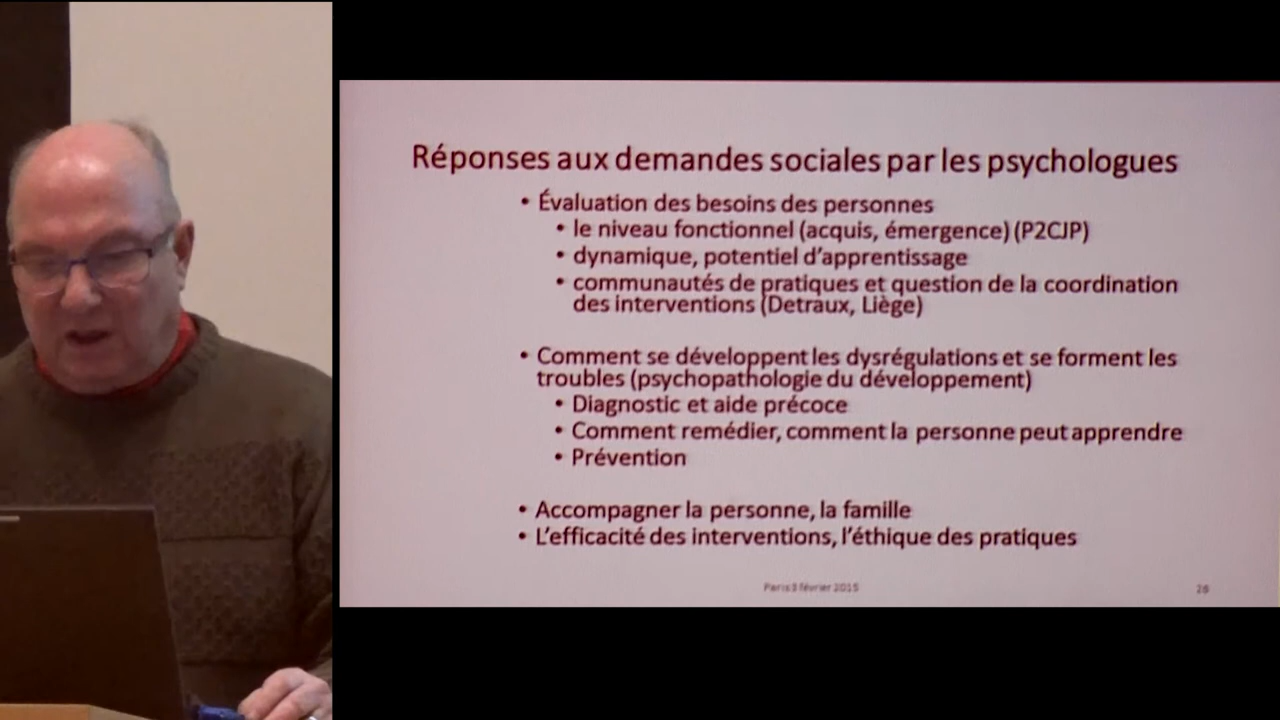 Réponses aux demandes sociales par les psychologues
• Évaluation des besoins des personnes
• le niveau fonctionnel (acquis, émergence) (P2CJP)
• dynamique, potentiel d'apprentissage
• communautés de pratiques et question de la coordination
des interventions (Detraux, Liège)
• Comment se développent les dysrégulations et se forment les
troubles (psychopathologie du développement)
• Diagnostic et aide précoce
• Comment remédier, comment la personne peut apprendre
• Prévention
• Accompagner la personne, la famille
• L'efficacité des interventions, l'éthique des pratiques
Paris 3 février 2015
28